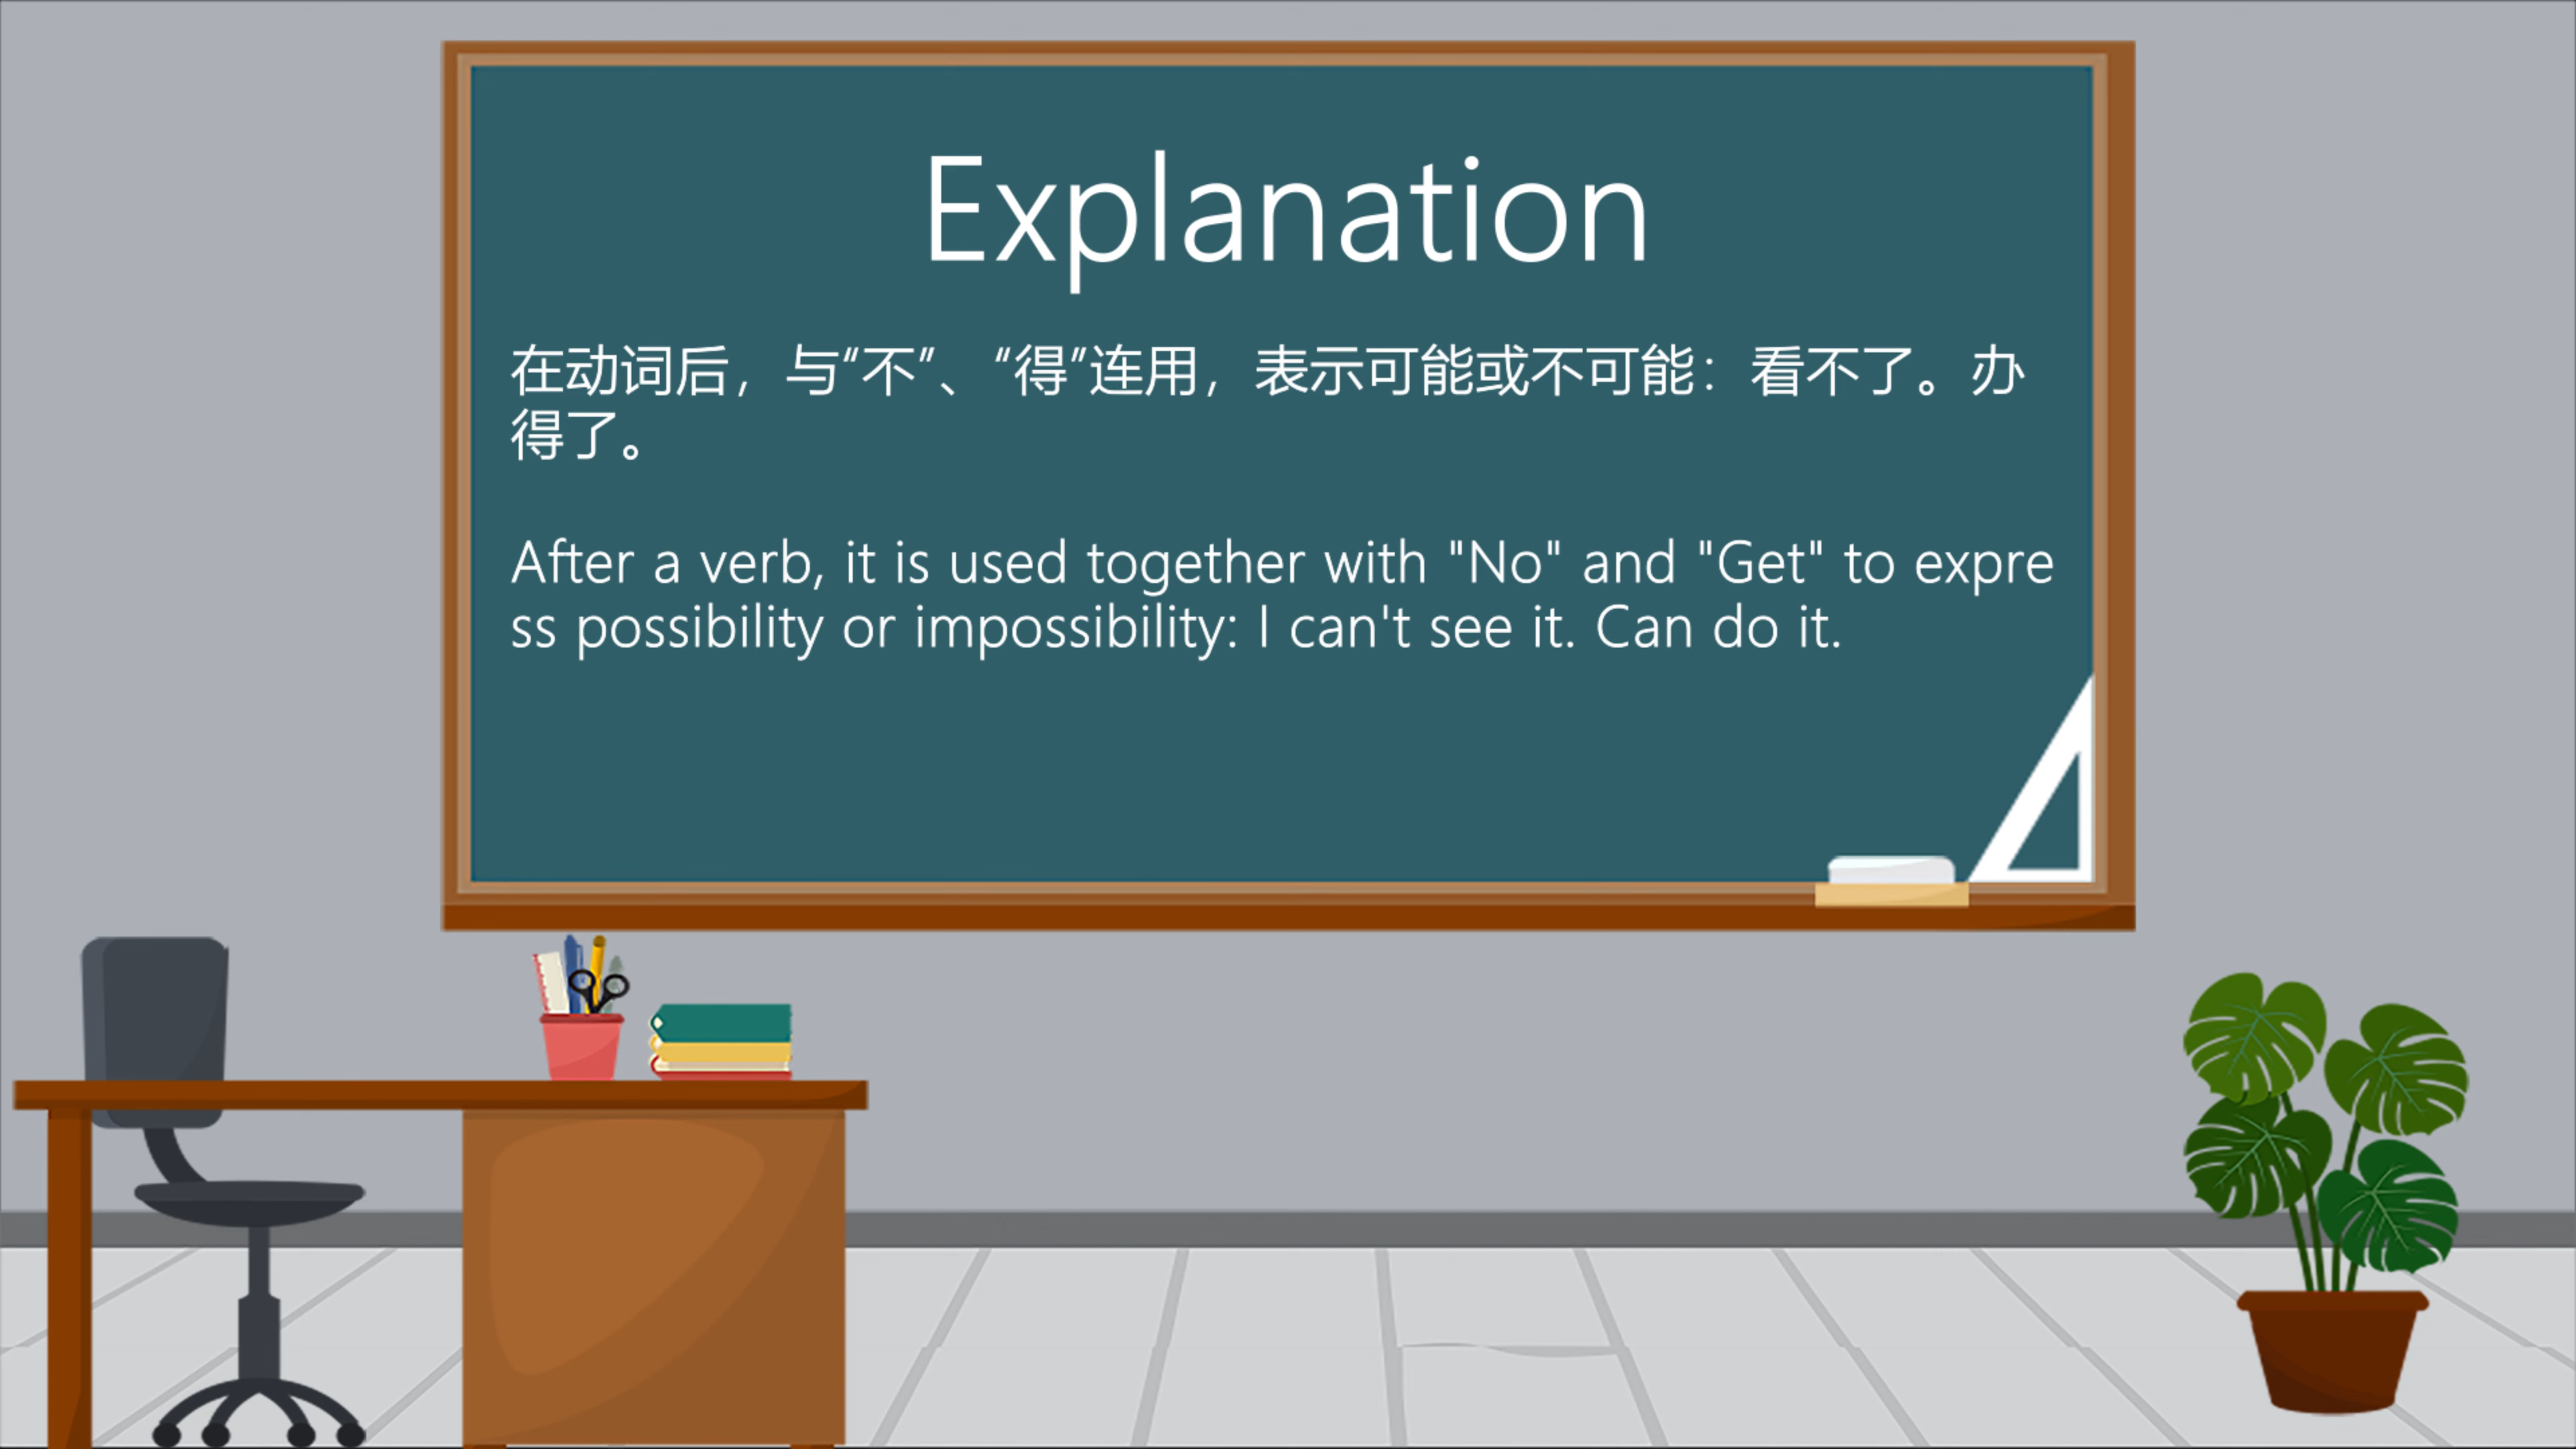 Explanation
在动词后，与“不”、“得”连用，表示可能或不可能：看不了。办
得了。
After a verb, it is used together with "No" and "Get" to expre
ss possibility or impossibility: I can't see it. Can do it.